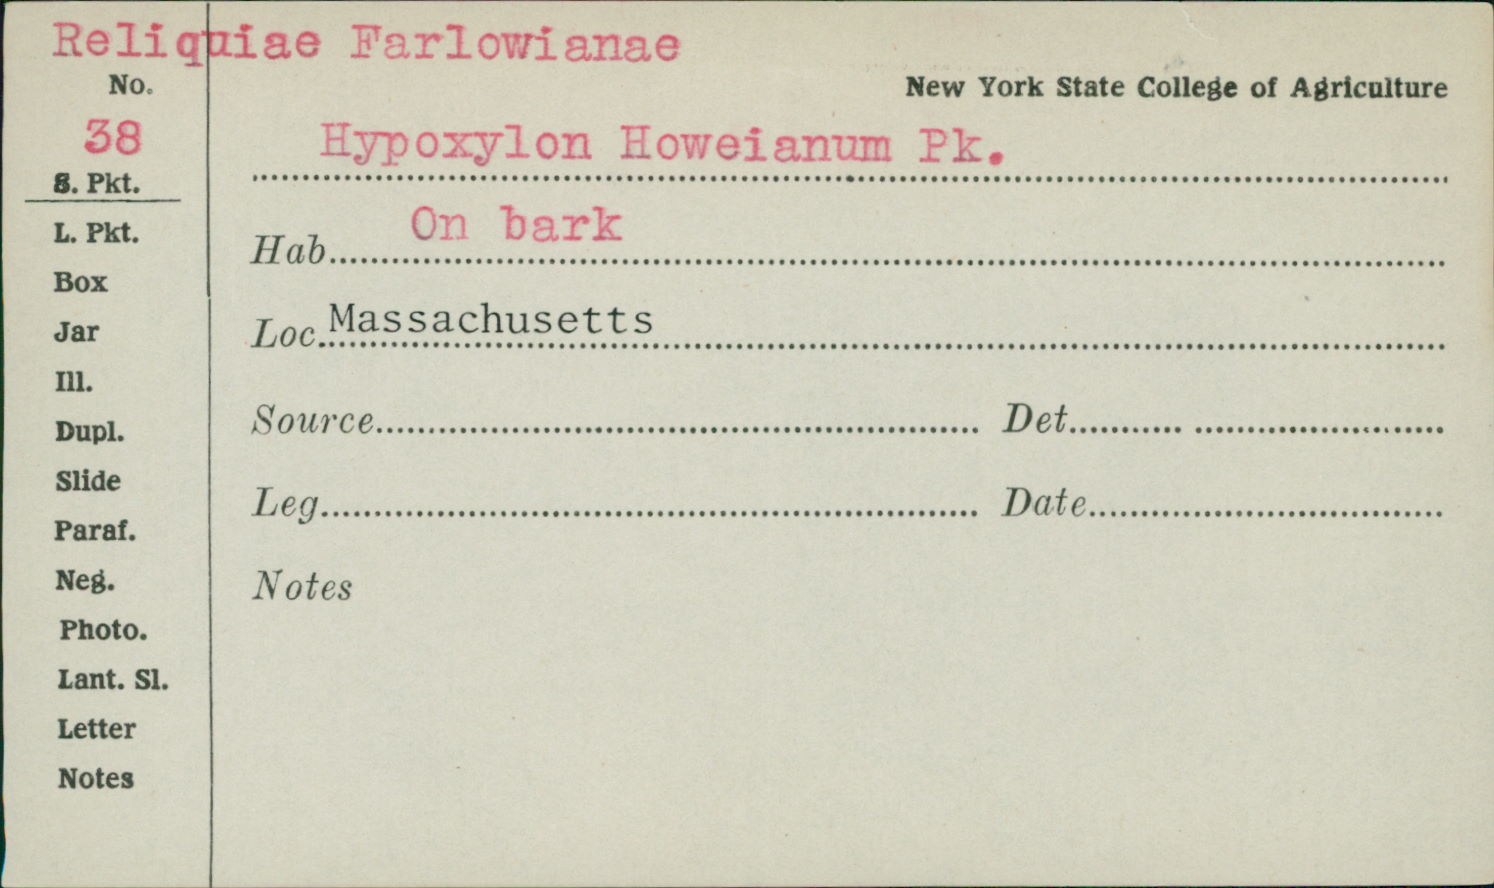 Reliquiae Farlowianae
No.
New York State College of Agriculture
38
Hypoxylon Howeianum Pk.
S. Pkt.
On bark
L. Pkt.
Hab
Box
Massachusetts
Loc
Jar
Ill.
Source Det
Dupl.
Slide
Leg Date
Paraf.
Neg.
Notes
Photo.
Lant. Sl.
Letter
Notes